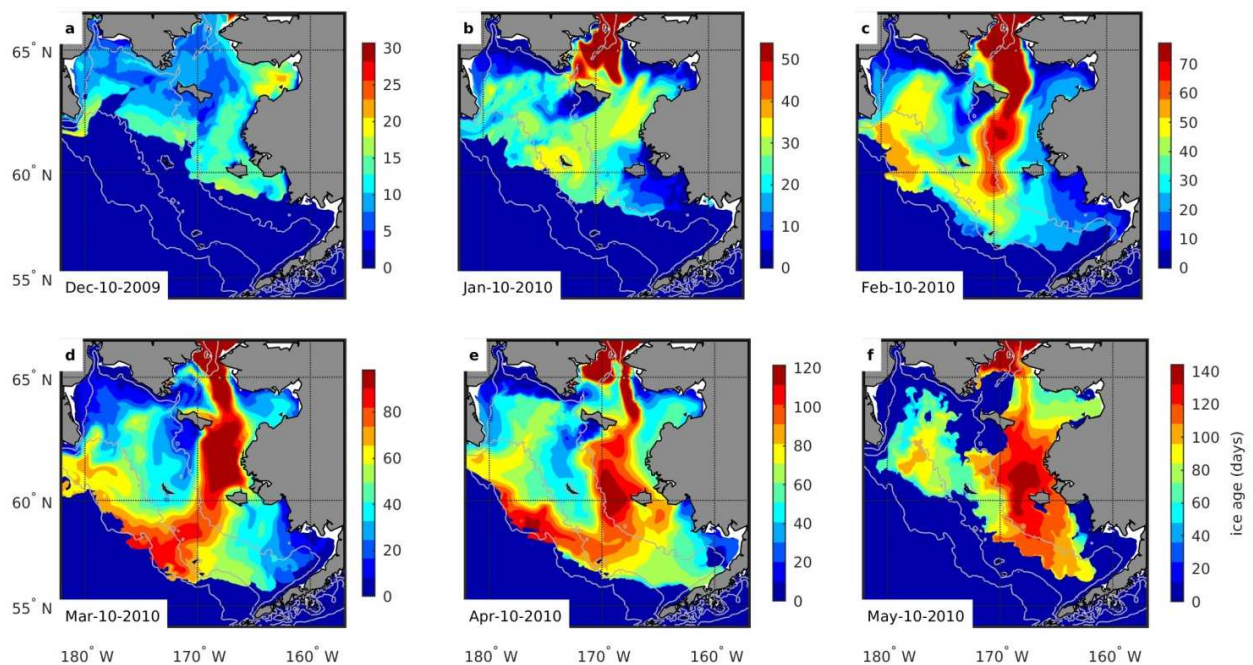 a
b
c
65°
60°
55°
30
25
20
15
10
5
0
50
40
30
20
10
0
70
60
50
40
30
20
10
0
Dec-10-2009
Jan-10-2010
Feb-10-2010
d
e
f
65° N
60° N
55° N
80
60
40
20
0
120
100
80
60
40
20
0
140
120
100
80
60
40
20
0
ice age (days)
Mar-10-2010
Apr-10-2010
May-10-2010
180° W 170° W 160° W
180° W 170° W 160° W
180° W 170° W 160° W